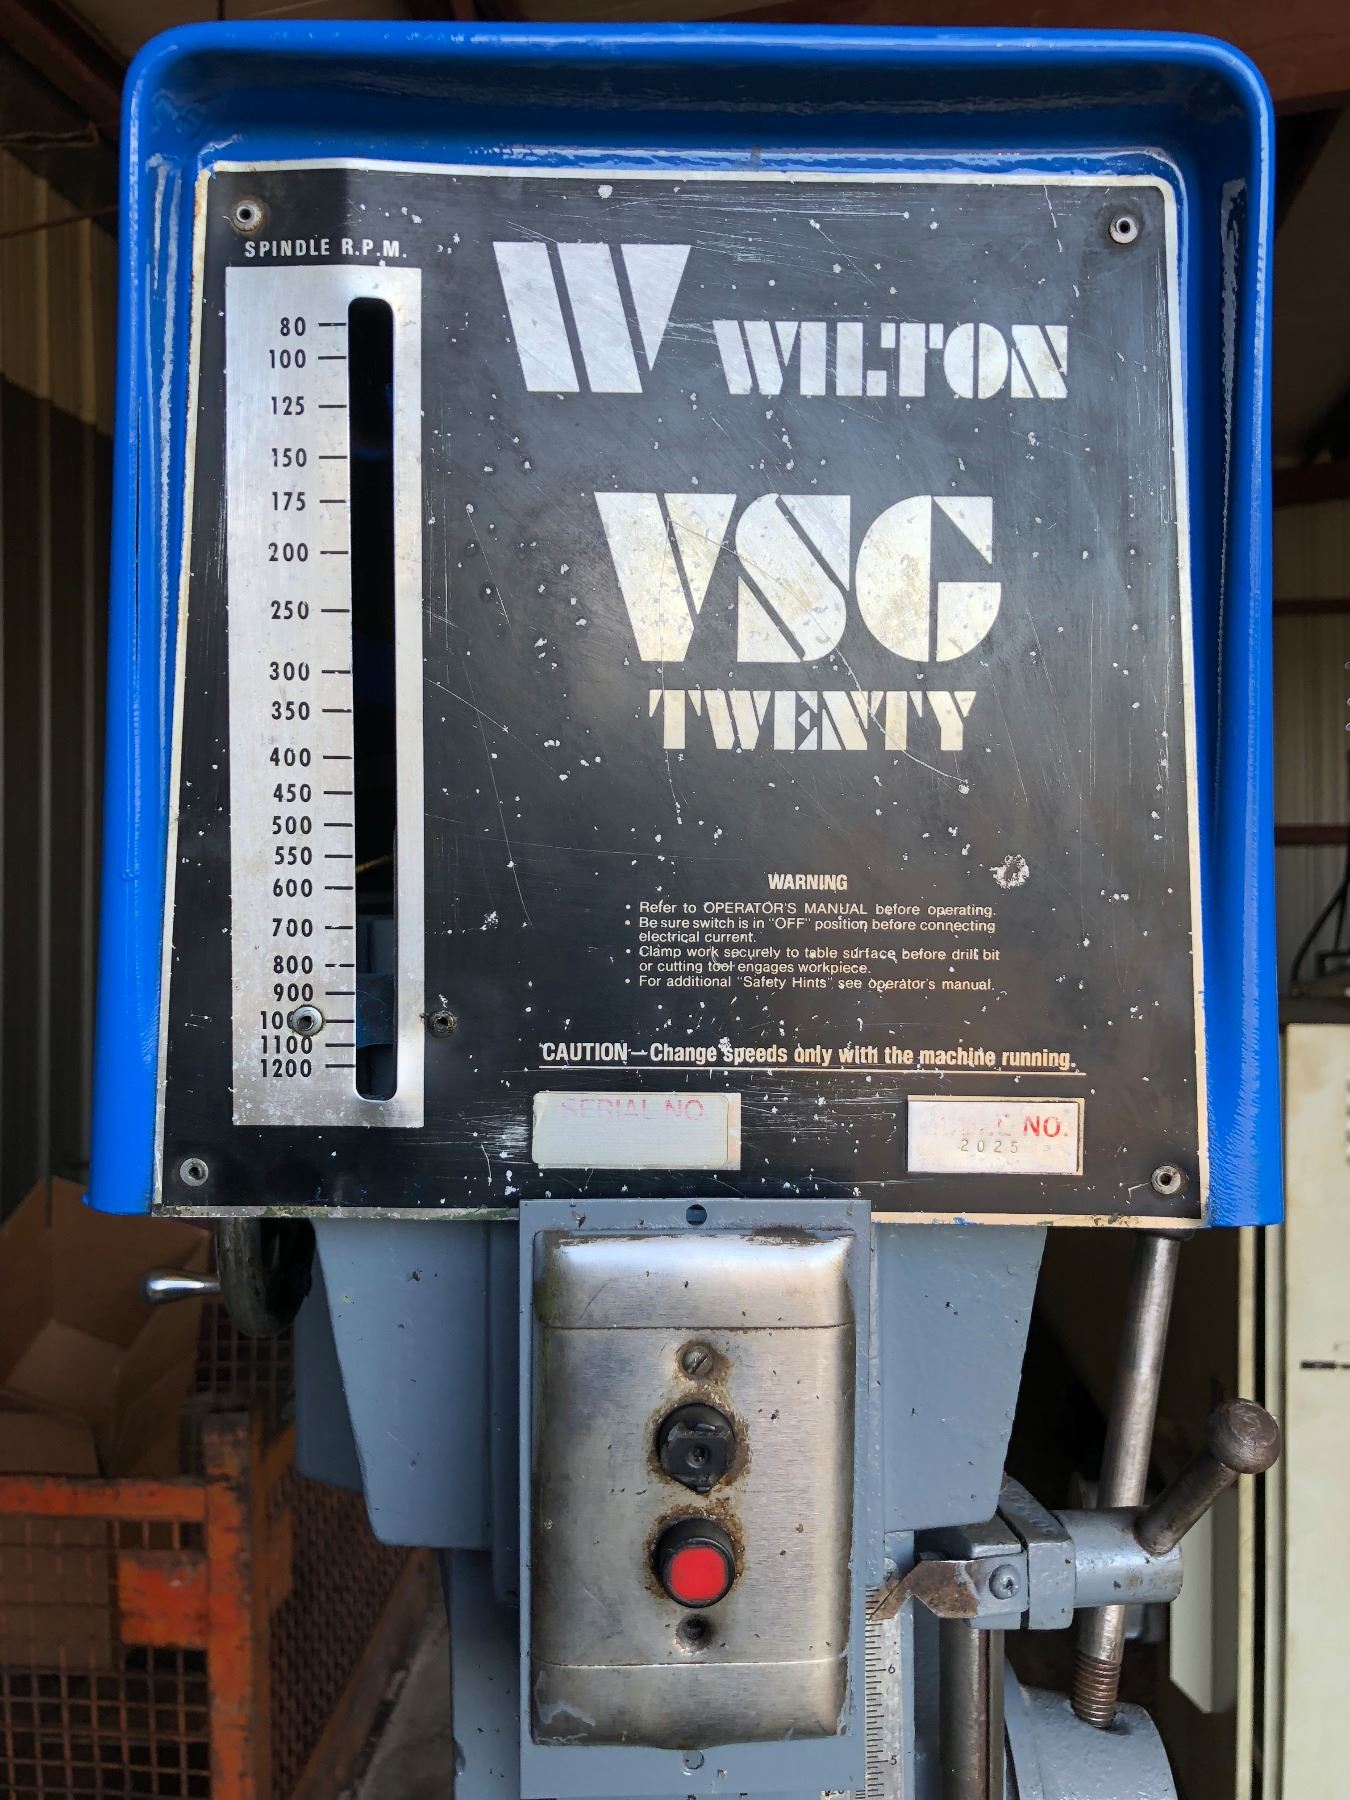 SPINDLE R.P.M.
80
100
125
150
175
200
250
300
350
400
450
500
550
600
700
800
900
1100
1200
W WILTON
VSG
TWENTY
WARNING
• Refer to OPERATOR'S MANUAL before operating.
• Be sure switch is in "OFF" position before connecting
electrical current.
• Clamp work securely to table surface before drill bit
or cutting tool engages workpiece.
• For additional "Safety Hints" see operator's manual.
CAUTION—Change speeds only with the machine running.
SERIAL NO.
NO.
2025
6
5